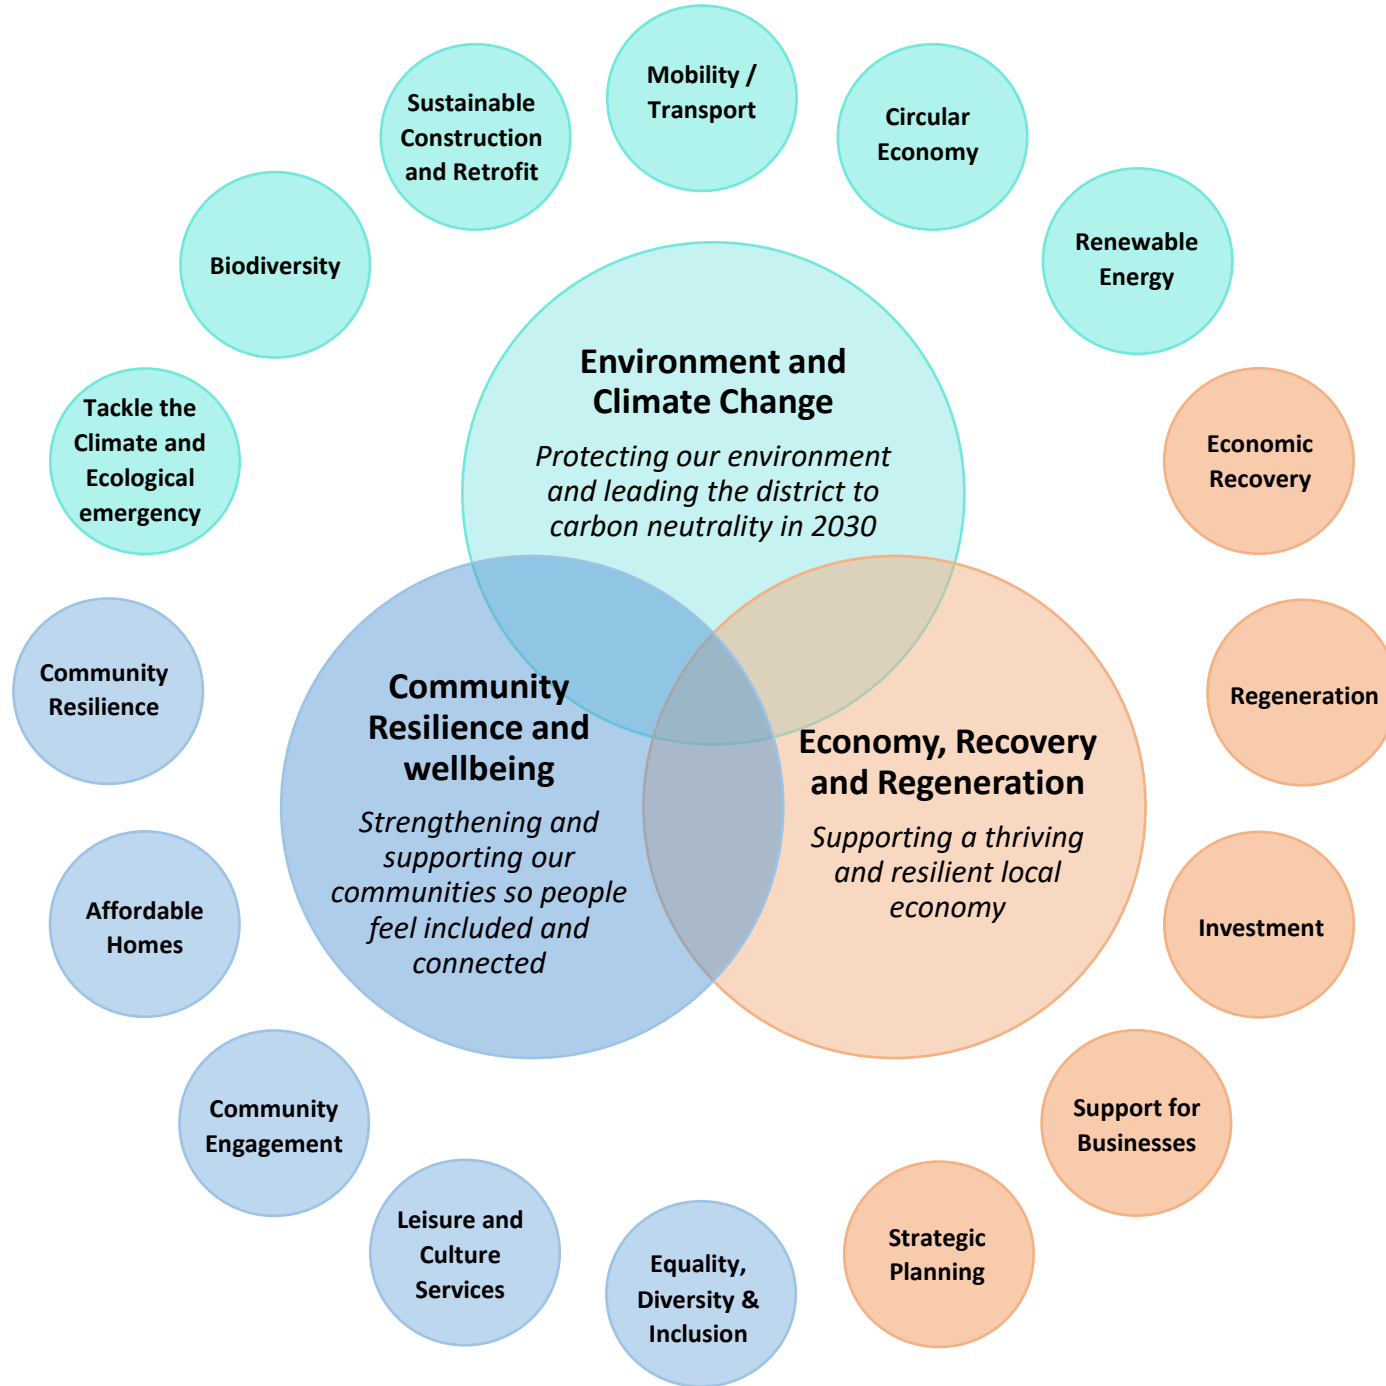 Mobility /
Transport
Sustainable
Construction
and Retrofit
Circular
Economy
Biodiversity
Renewable
Energy
Tackle the
Climate and
Ecological
emergency
Environment and
Climate Change
Protecting our environment
and leading the district to
carbon neutrality in 2030
Economic
Recovery
Community
Resilience
Community
Resilience and
wellbeing
Strengthening and
supporting our
communities so people
feel included and
connected
Economy, Recovery
and Regeneration
Supporting a thriving
and resilient local
economy
Regeneration
Affordable
Homes
Investment
Community
Engagement
Support for
Businesses
Leisure and
Culture
Services
Equality,
Diversity &
Inclusion
Strategic
Planning